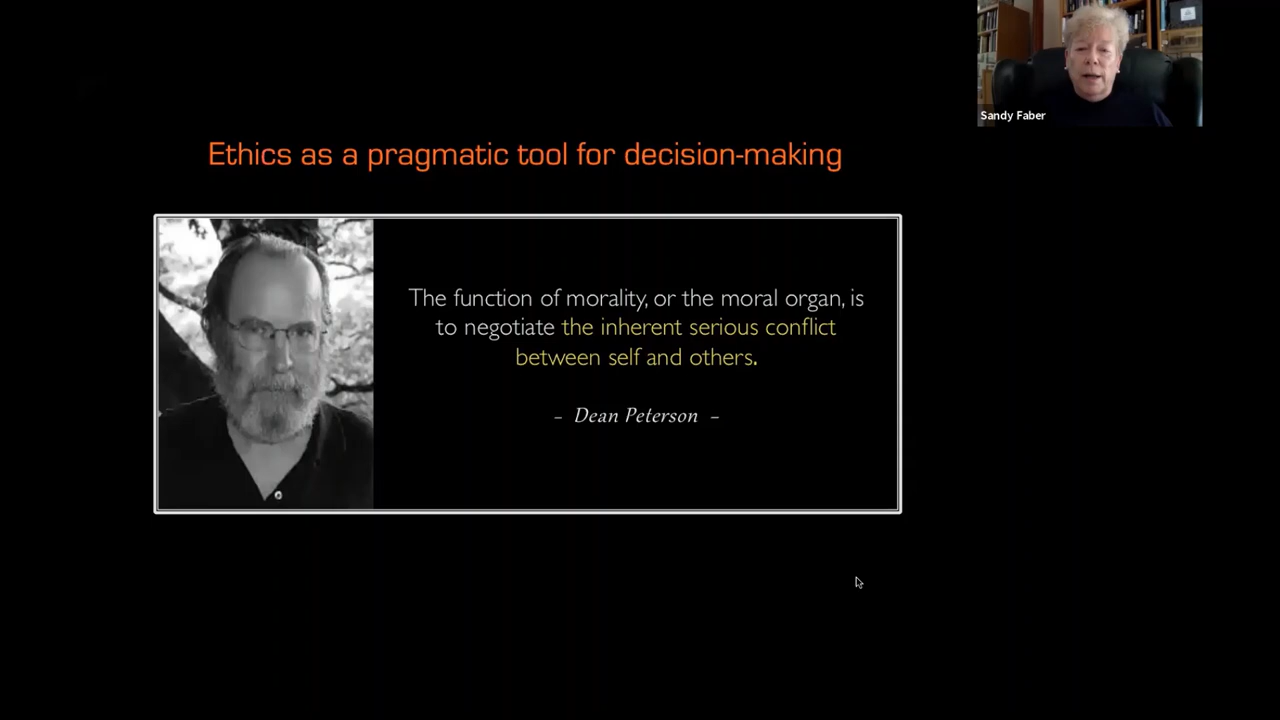 Sandy Faber
Ethics as a pragmatic tool for decision-making
The function of morality, or the moral organ, is
to negotiate the inherent serious conflict
between self and others.
– Dean Peterson –